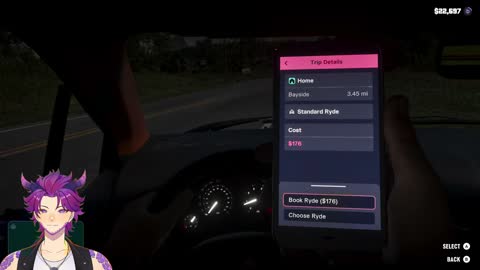 $22,697
Trip Details
Home
Bayside 3.45 mi
Standard Ryde
Cost
$176
Book Ryde ($176)
Choose Ryde
SELECT A
BACK B